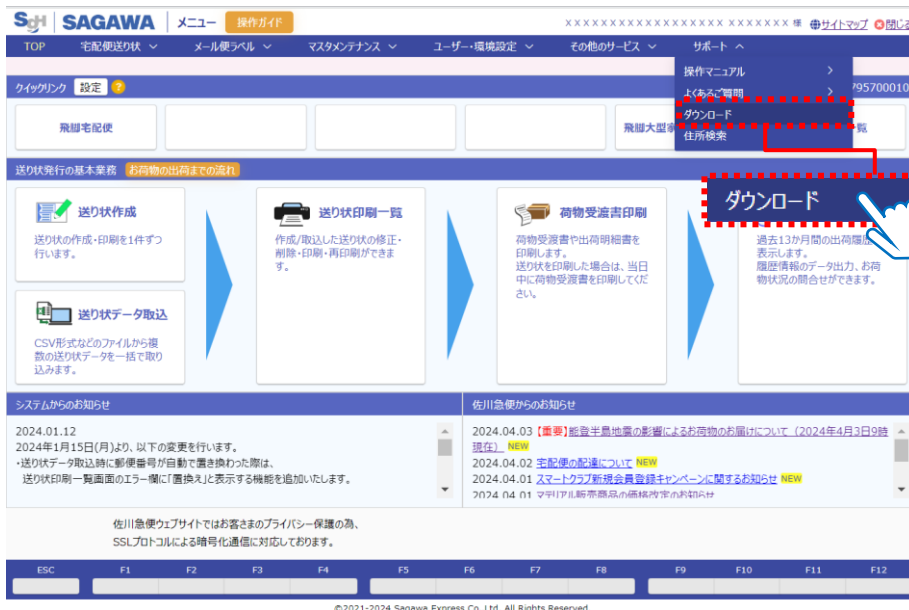 SGH SAGAWA メニュー 操作ガイド xxxxxxxxxxxxxxxxxxxx xxxxxxx 様 サイトマップ 閉じる
TOP 宅配便送り状 メール便ラベル マスタメンテナンス ユーザー・環境設定 その他のサービス サポート
操作マニュアル
よくあるご質問
ダウンロード
住所検索
クイックリンク 設定 ? 95700010
飛脚宅配便 飛脚大型家 覧
ダウンロード
送り状発行の基本業務 お荷物の出荷までの流れ
送り状作成
送り状の作成・印刷を1件ずつ
行います。
送り状データ取込
CSV形式などのファイルから複
数の送り状データを一括で取り
込みます。
送り状印刷一覧
作成/取込した送り状の修正・
削除・印刷・再印刷ができま
す。
荷物受渡書印刷
荷物受渡書や出荷明細書を
印刷します。
送り状を印刷した場合は、当日
中に荷物受渡書を印刷してくだ
さい。
過去13か月間の出荷履歴
表示します。
履歴情報のデータ出力、お荷
物状況の問合せができます。
システムからのお知らせ
2024.01.12
2024年1月15日(月)より、以下の変更を行います。
・送り状データ取込時に郵便番号が自動で置き換わった際は、
送り状印刷一覧画面のエラー欄に「置換え」と表示する機能を追加いたします。
佐川急便からのお知らせ
2024.04.03 【重要】能登半島地震の影響によるお荷物のお届けについて（2024年4月3日9時
現在） NEW
2024.04.02 宅配便の配達について NEW
2024.04.01 スマートクラブ新規会員登録キャンペーンに関するお知らせ NEW
2024.04.01 マテリアル販売商品の価格改定のお知らせ
佐川急便ウェブサイトではお客さまのプライバシー保護の為、
SSLプロトコルによる暗号化通信に対応しております。
ESC F1 F2 F3 F4 F5 F6 F7 F8 F9 F10 F11 F12
©2021-2024 Sagawa Express Co.,Ltd. All Rights Reserved.